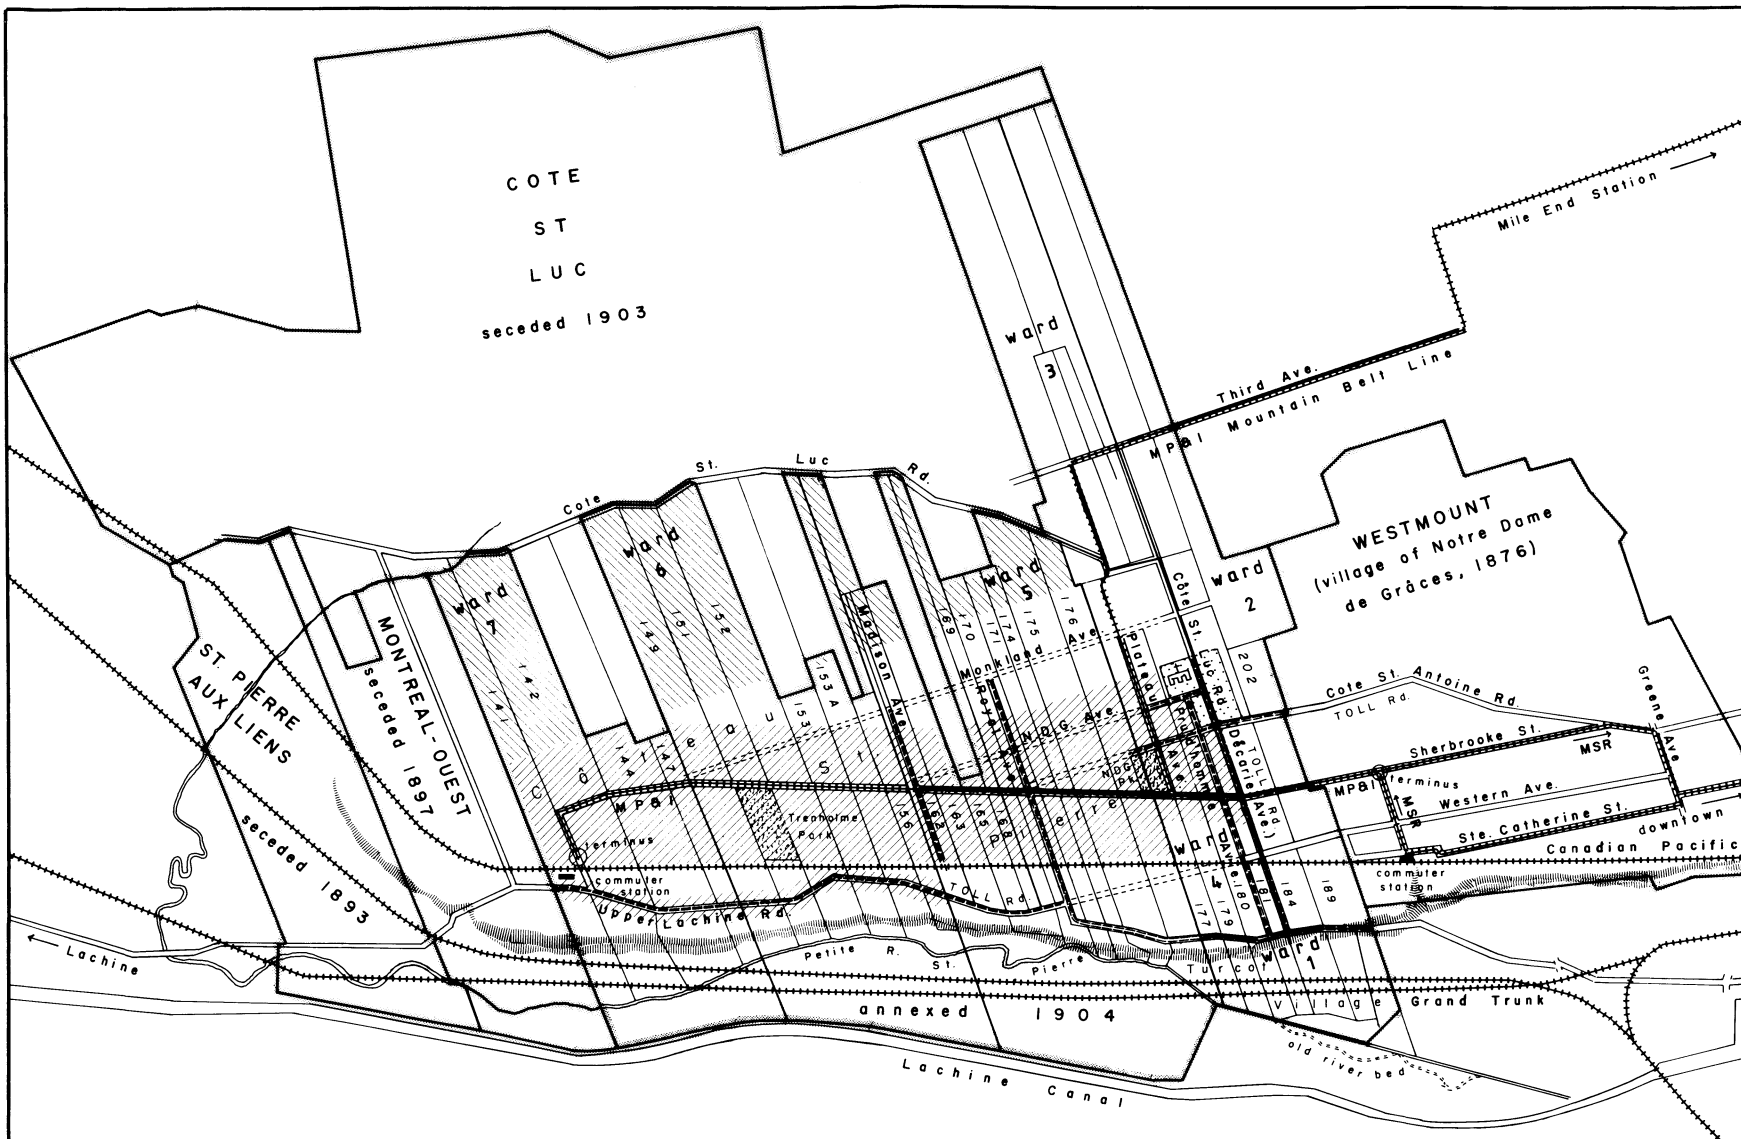 COTE
ST
LUC
seceded 1903
Mile End Station
ward
3
Third Ave.
MP&I Mountain Belt Line
Cote St. Luc Rd.
WESTMOUNT
(village of Notre Dame
de Grâces, 1876)
ward
7
ward
6
ward
5
ward
2
Côte St. Luc Rd.
ST. PIERRE
AUX LIENS
seceded 1893
MONTREAL-OUEST
seceded 1897
141
142
144
147
149
151
152
153
153 A
156
162
163
165
168
169
170
171
174
175
176
177
179
180
181
184
189
202
Madison Ave.
Royal Ave.
Monkland Ave.
N.D.G. Ave.
Plateau
Prudhomme Ave.
Décarie Ave.)
TOLL Rd.
NDG
Pk.
Côteau St. Pierre
Cote St. Antoine Rd.
TOLL Rd.
Greene Ave
Sherbrooke St.
MSR
MP&I
terminus
Western Ave.
MSR
Ste. Catherine St.
downtown
Canadian Pacific
commuter
station
MP&I
Trenholme
Park
terminus
commuter
station
Upper Lachine Rd.
TOLL Rd.
ward
4
ward
1
Lachine
Petite R. St. Pierre
Turcot
Village
Grand Trunk
annexed 1904
old river bed
Lachine Canal